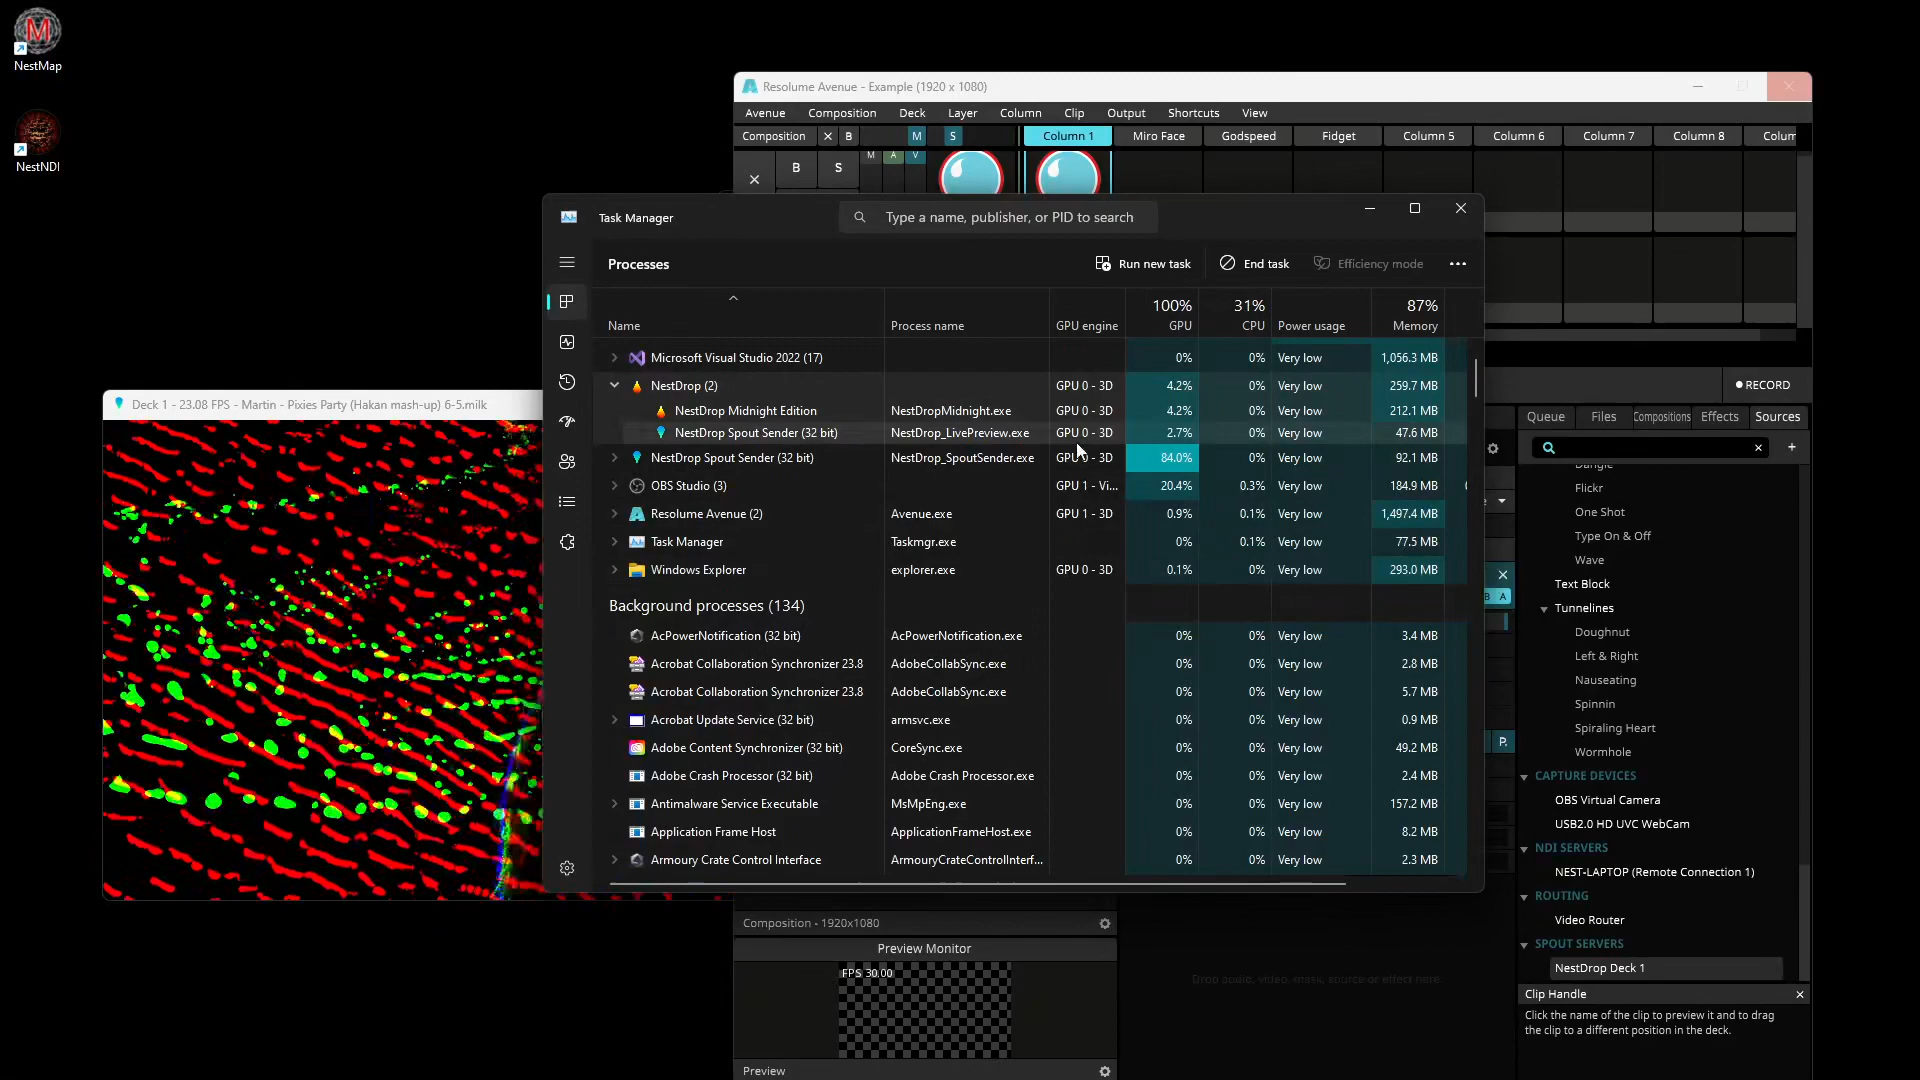 NestMap
NestNDI
Resolume Avenue - Example (1920 x 1080)
Avenue Composition Deck Layer Column Clip Output Shortcuts View
Composition X B M S Column 1 Miro Face Godspeed Fidget Column 5 Column 6 Column 7 Column 8 Colum
B S M A V
Task Manager
Type a name, publisher, or PID to search
Processes
Run new task
End task
Efficiency mode
100% 31% 87%
Name Process name GPU engine GPU CPU Power usage Memory
Microsoft Visual Studio 2022 (17) 0% 0% Very low 1,056.3 MB
NestDrop (2) GPU 0 - 3D 4.2% 0% Very low 259.7 MB
NestDrop Midnight Edition NestDropMidnight.exe GPU 0 - 3D 4.2% 0% Very low 212.1 MB
NestDrop Spout Sender (32 bit) NestDrop_LivePreview.exe GPU 0 - 3D 2.7% 0% Very low 47.6 MB
NestDrop Spout Sender (32 bit) NestDrop_SpoutSender.exe GPU 0 - 3D 84.0% 0% Very low 92.1 MB
OBS Studio (3) GPU 1 - Vi... 20.4% 0.3% Very low 184.9 MB
Resolume Avenue (2) Avenue.exe GPU 1 - 3D 0.9% 0.1% Very low 1,497.4 MB
Task Manager Taskmgr.exe 0% 0.1% Very low 77.5 MB
Windows Explorer explorer.exe GPU 0 - 3D 0.1% 0% Very low 293.0 MB
Background processes (134)
AcPowerNotification (32 bit) AcPowerNotification.exe 0% 0% Very low 3.4 MB
Acrobat Collaboration Synchronizer 23.8 AdobeCollabSync.exe 0% 0% Very low 2.8 MB
Acrobat Collaboration Synchronizer 23.8 AdobeCollabSync.exe 0% 0% Very low 5.7 MB
Acrobat Update Service (32 bit) armsvc.exe 0% 0% Very low 0.9 MB
Adobe Content Synchronizer (32 bit) CoreSync.exe 0% 0% Very low 49.2 MB
Adobe Crash Processor (32 bit) Adobe Crash Processor.exe 0% 0% Very low 2.4 MB
Antimalware Service Executable MsMpEng.exe 0% 0% Very low 157.2 MB
Application Frame Host ApplicationFrameHost.exe 0% 0% Very low 8.2 MB
Armoury Crate Control Interface ArmouryCrateControlInterf... 0% 0% Very low 2.3 MB
Deck 1 - 23.08 FPS - Martin - Pixies Party (Hakan mash-up) 6-5.milk
RECORD
Queue Files Compositions Effects Sources
Dangle
Flickr
One Shot
Type On & Off
Wave
Text Block
Tunnelines
Doughnut
Left & Right
Nauseating
Spinnin
Spiraling Heart
Wormhole
CAPTURE DEVICES
OBS Virtual Camera
USB2.0 HD UVC WebCam
NDI SERVERS
NEST-LAPTOP (Remote Connection 1)
ROUTING
Video Router
SPOUT SERVERS
NestDrop Deck 1
B A
P.
Clip Handle
Click the name of the clip to preview it and to drag
the clip to a different position in the deck.
Composition - 1920x1080
Preview Monitor
FPS 30.00
Drop audio, video, mask, source or effect here
Preview